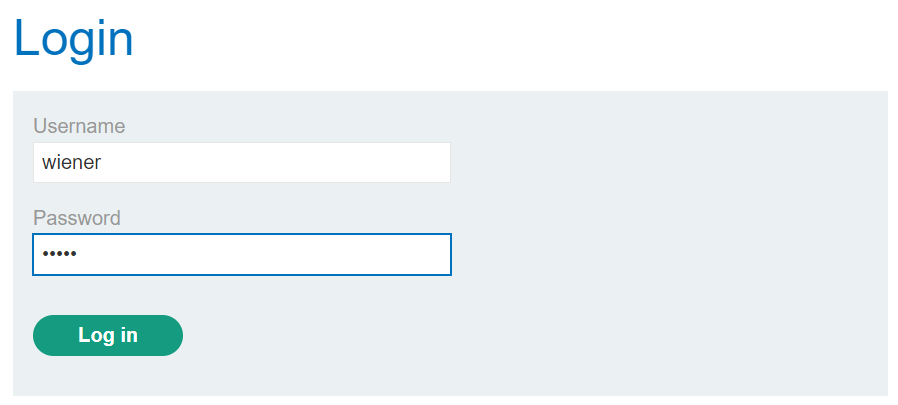 Login
Username
wiener
Password
•••••
Log in